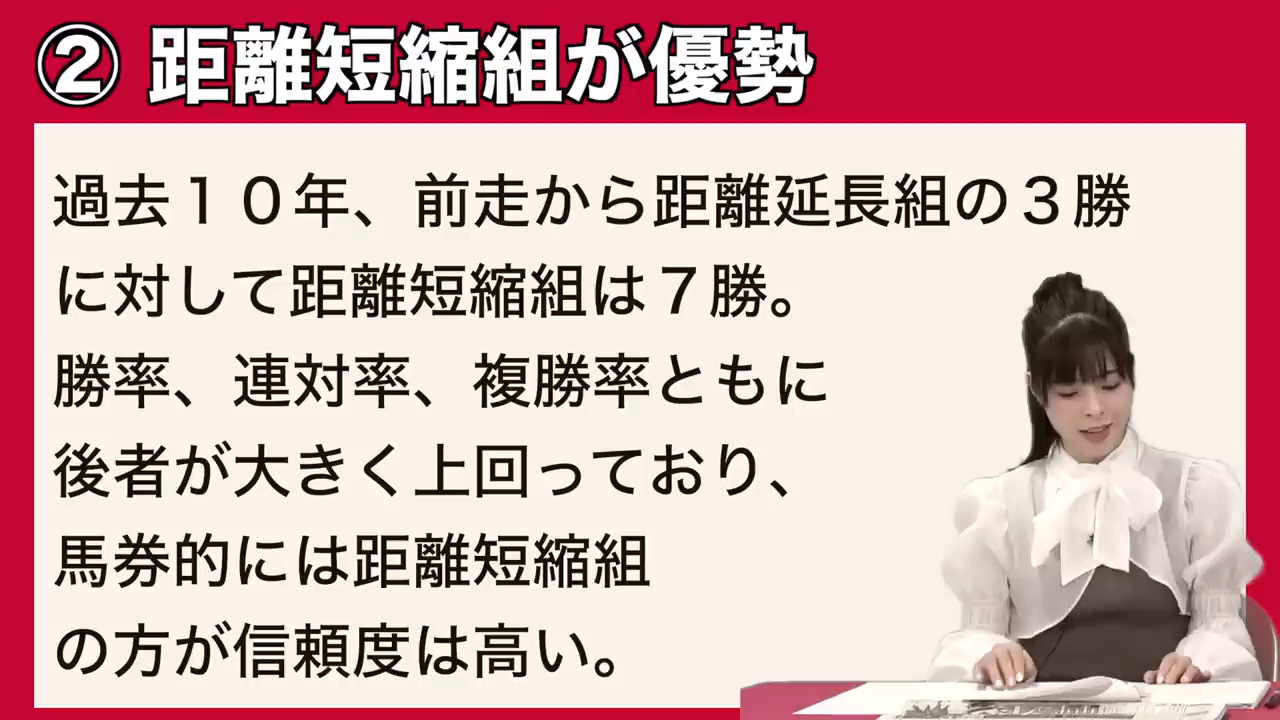 ② 距離短縮組が優勢
過去１０年、前走から距離延長組の３勝
に対して距離短縮組は７勝。
勝率、連対率、複勝率ともに
後者が大きく上回っており、
馬券的には距離短縮組
の方が信頼度は高い。